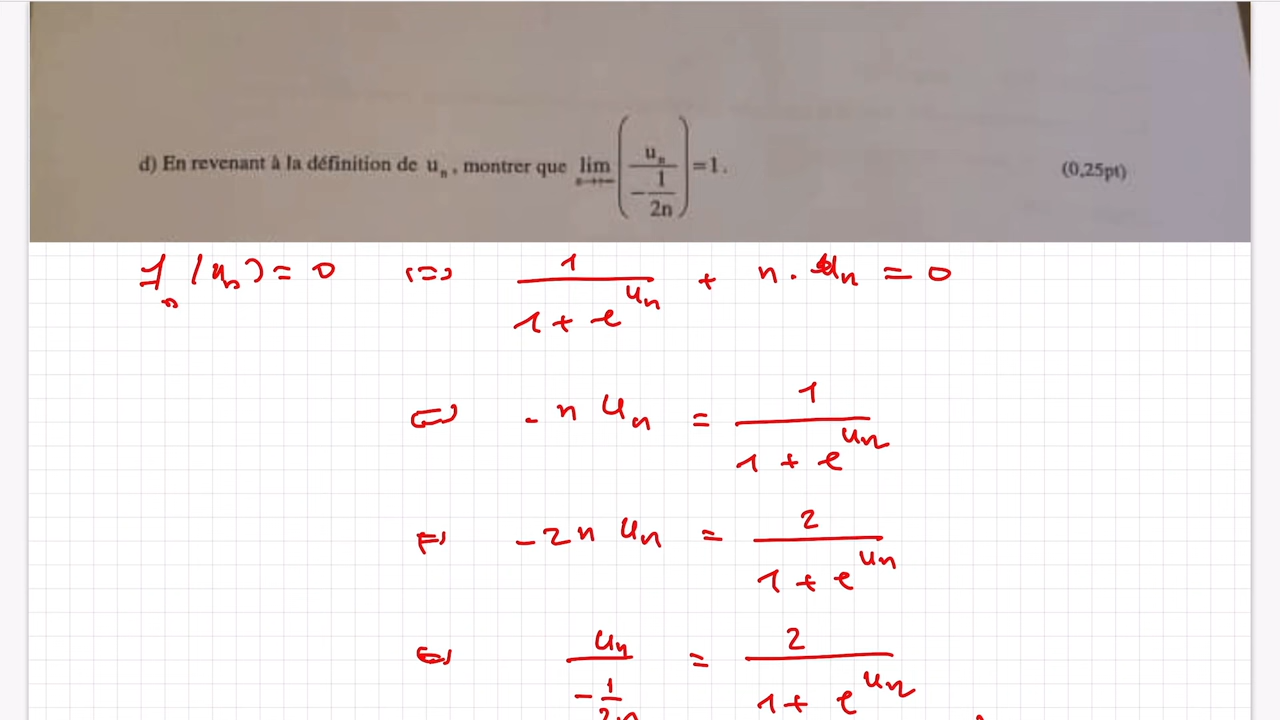 d) En revenant à la définition de uₙ, montrer que lim n→+∞ (uₙ / (-1/2n)) = 1. (0,25pt)
fₙ(uₙ) = 0 ⇔ 1/(1 + e^uₙ) + n · uₙ = 0
⇔ - n uₙ = 1/(1 + e^uₙ)
⇔ - 2n uₙ = 2/(1 + e^uₙ)
⇔ uₙ/(-1/2n) = 2/(1 + e^uₙ)